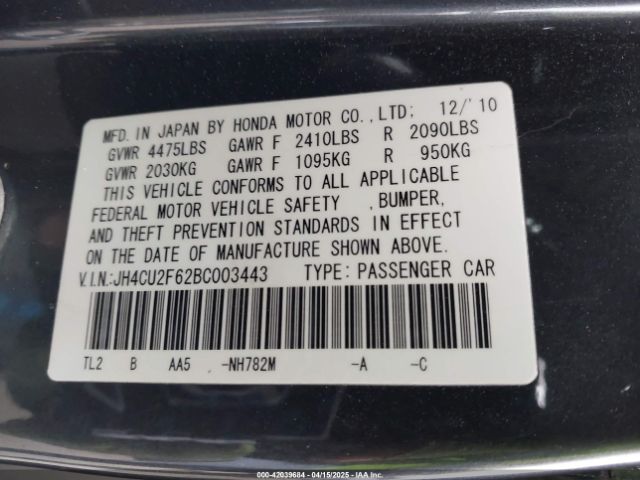 MFD. IN JAPAN BY HONDA MOTOR CO.,LTD; 12/'10
GVWR 4475LBS GAWR F 2410LBS R 2090LBS
GVWR 2030KG GAWR F 1095KG R 950KG
THIS VEHICLE CONFORMS TO ALL APPLICABLE
FEDERAL MOTOR VEHICLE SAFETY ,BUMPER,
AND THEFT PREVENTION STANDARDS IN EFFECT
ON THE DATE OF MANUFACTURE SHOWN ABOVE.
V.I.N.:JH4CU2F62BC003443 TYPE: PASSENGER CAR
TL2 B AA5 -NH782M -A -C
000-42039684 - 04/15/2025 - IAA, Inc.